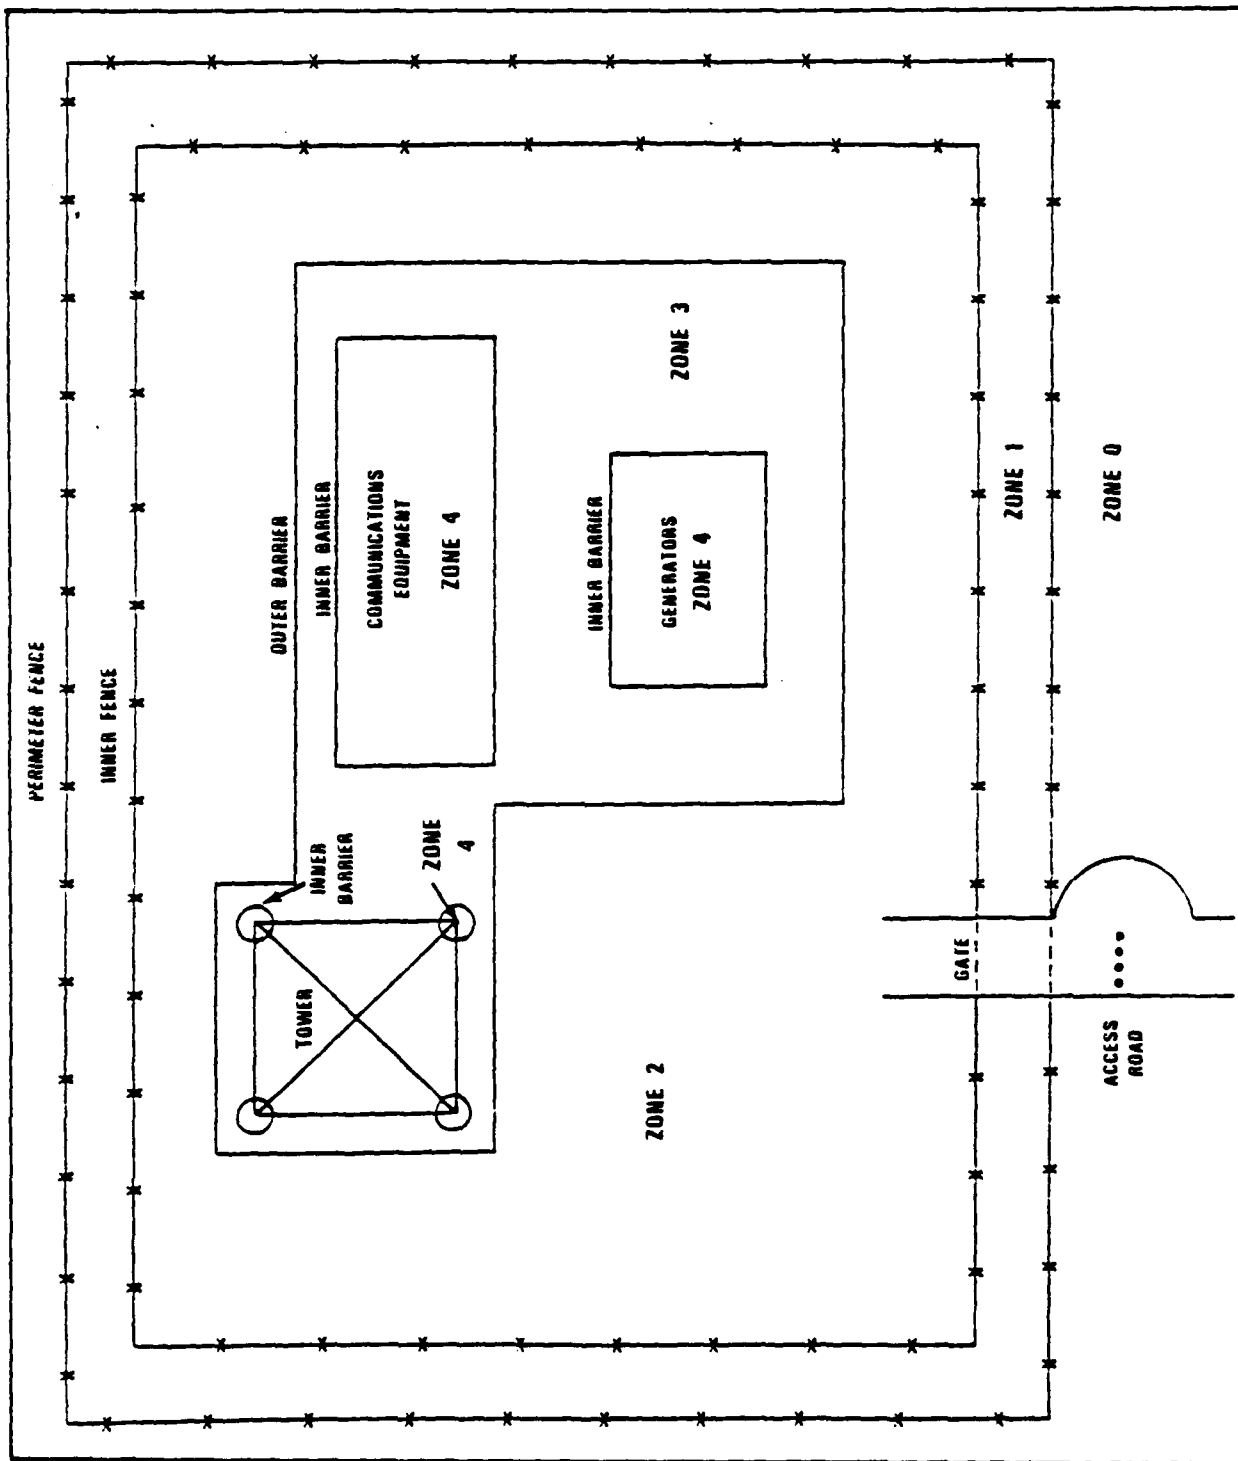 PERIMETER FENCE
INNER FENCE
OUTER BARRIER
INNER BARRIER
COMMUNICATIONS
EQUIPMENT
ZONE 4
INNER
BARRIER
ZONE
4
TOWER
INNER BARRIER
GENERATORS
ZONE 4
ZONE 3
ZONE 2
GATE
ZONE 1
ZONE 0
ACCESS
ROAD